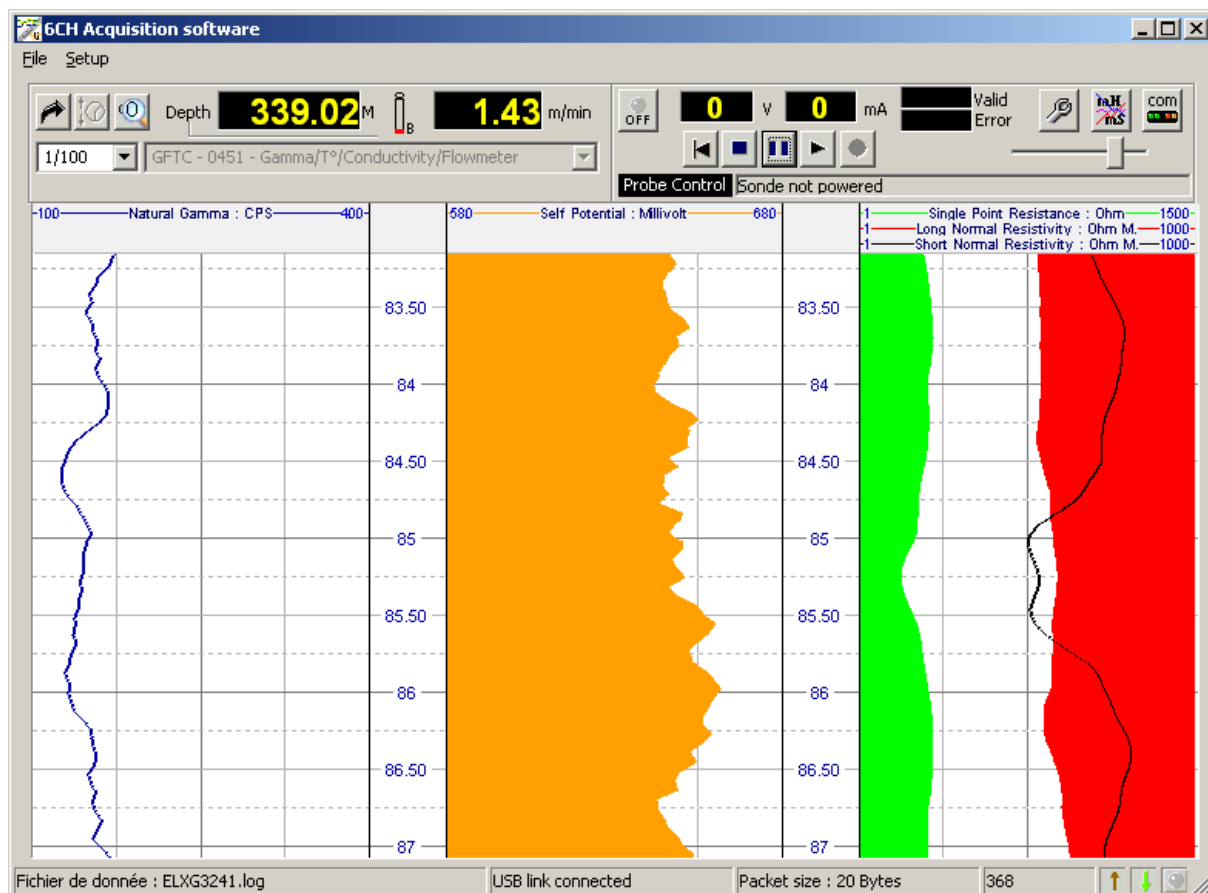 6CH Acquisition software
File Setup
Depth 339.02 M B 1.43 m/min
OFF 0 V 0 mA Valid Error
mH mS com
1/100 GFTC - 0451 - Gamma/T°/Conductivity/Flowmeter
Probe Control Sonde not powered
100 Natural Gamma : CPS 400
580 Self Potential : Millivolt 680
1 Single Point Resistance : Ohm 1500
1 Long Normal Resistivity : Ohm M. 1000
1 Short Normal Resistivity : Ohm M. 1000
83.50 83.50
84 84
84.50 84.50
85 85
85.50 85.50
86 86
86.50 86.50
87 87
Fichier de donnée : ELXG3241.log USB link connected Packet size : 20 Bytes 368